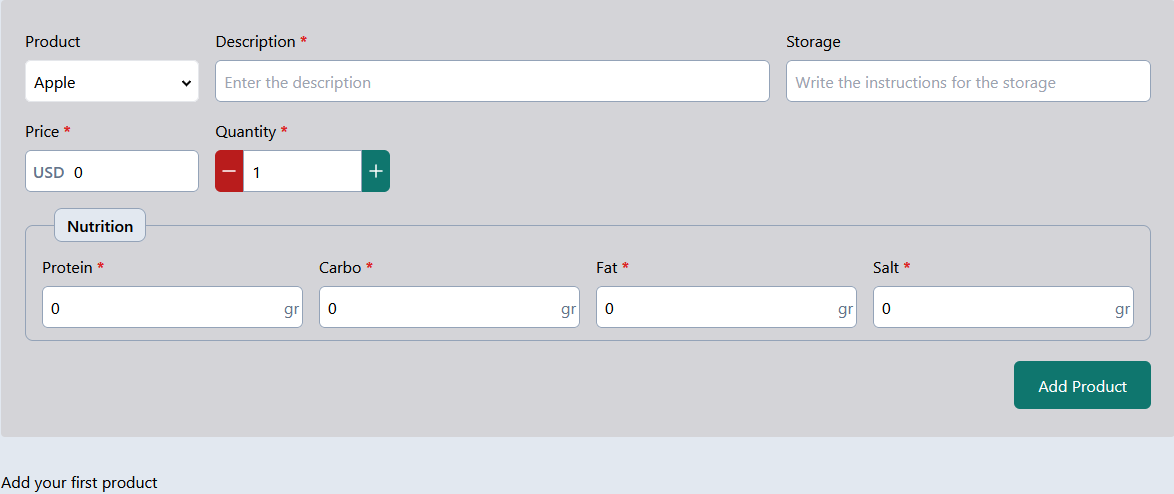 Product Description * Storage
Apple Enter the description Write the instructions for the storage
Price * Quantity *
USD 0 − 1 +
Nutrition
Protein * Carbo * Fat * Salt *
0 gr 0 gr 0 gr 0 gr
Add Product
Add your first product